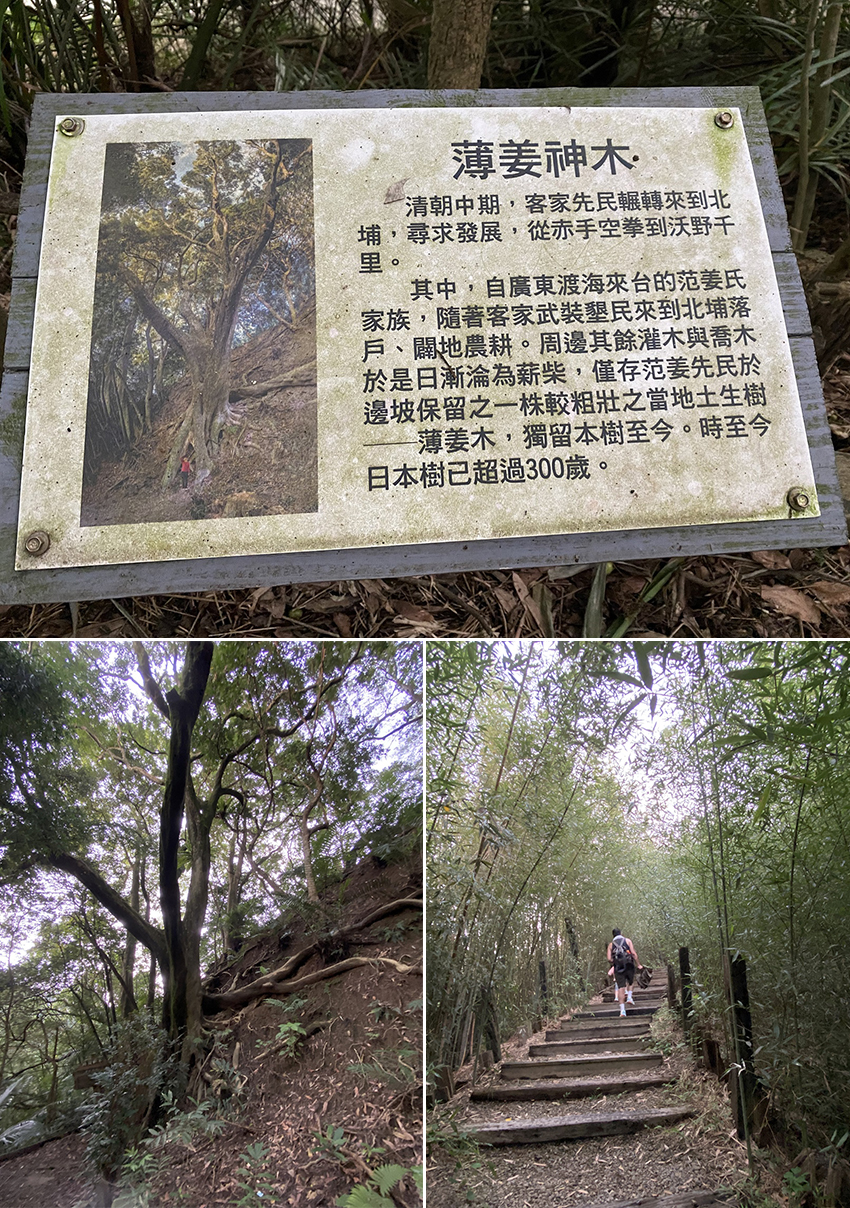 薄姜神木
清朝中期，客家先民輾轉來到北
埔，尋求發展，從赤手空拳到沃野千
里。
其中，自廣東渡海來台的范姜氏
家族，隨著客家武裝墾民來到北埔落
戶、闢地農耕。周邊其餘灌木與喬木
於是日漸淪為薪柴，僅存范姜先民於
邊坡保留之一株較粗壯之當地土生樹
——薄姜木，獨留本樹至今。時至今
日本樹已超過300歲。